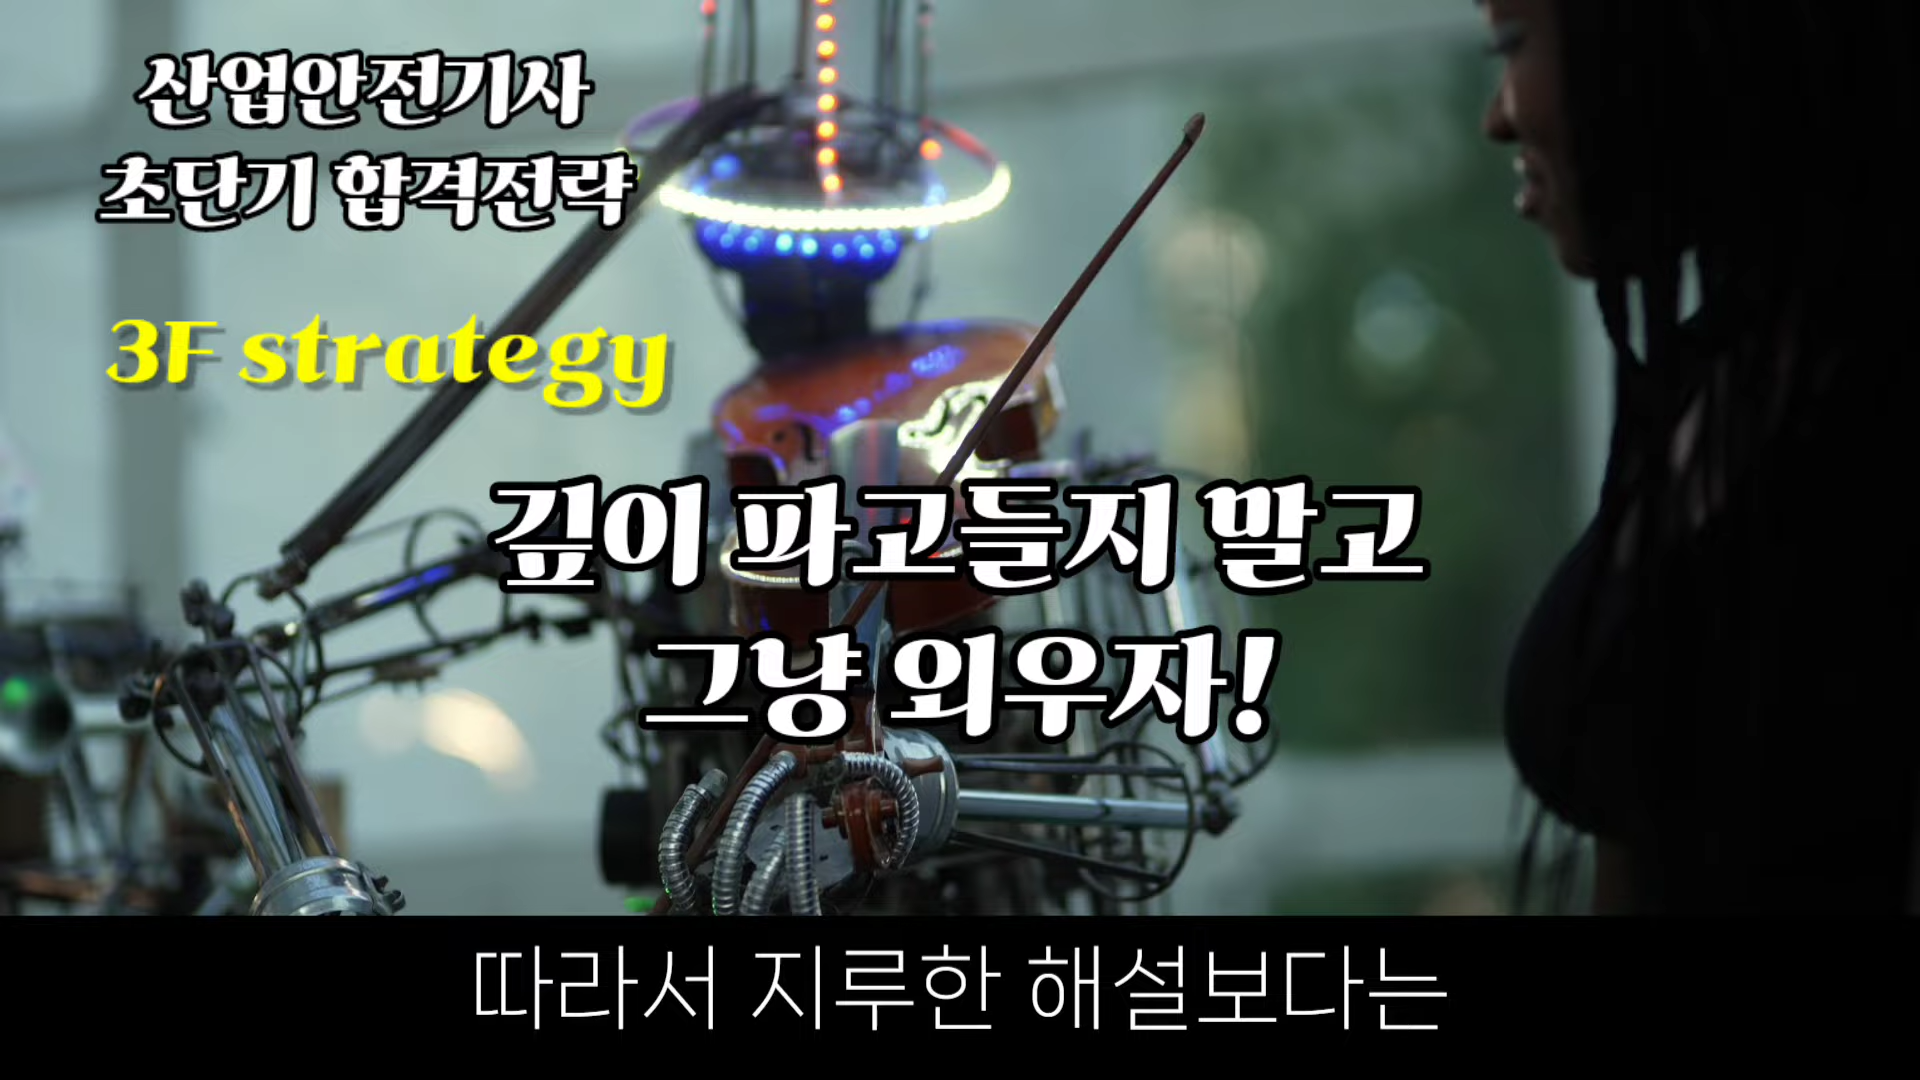 산업안전기사
초단기 합격전략
3F strategy
깊이 파고들지 말고
그냥 외우자!
따라서 지루한 해설보다는